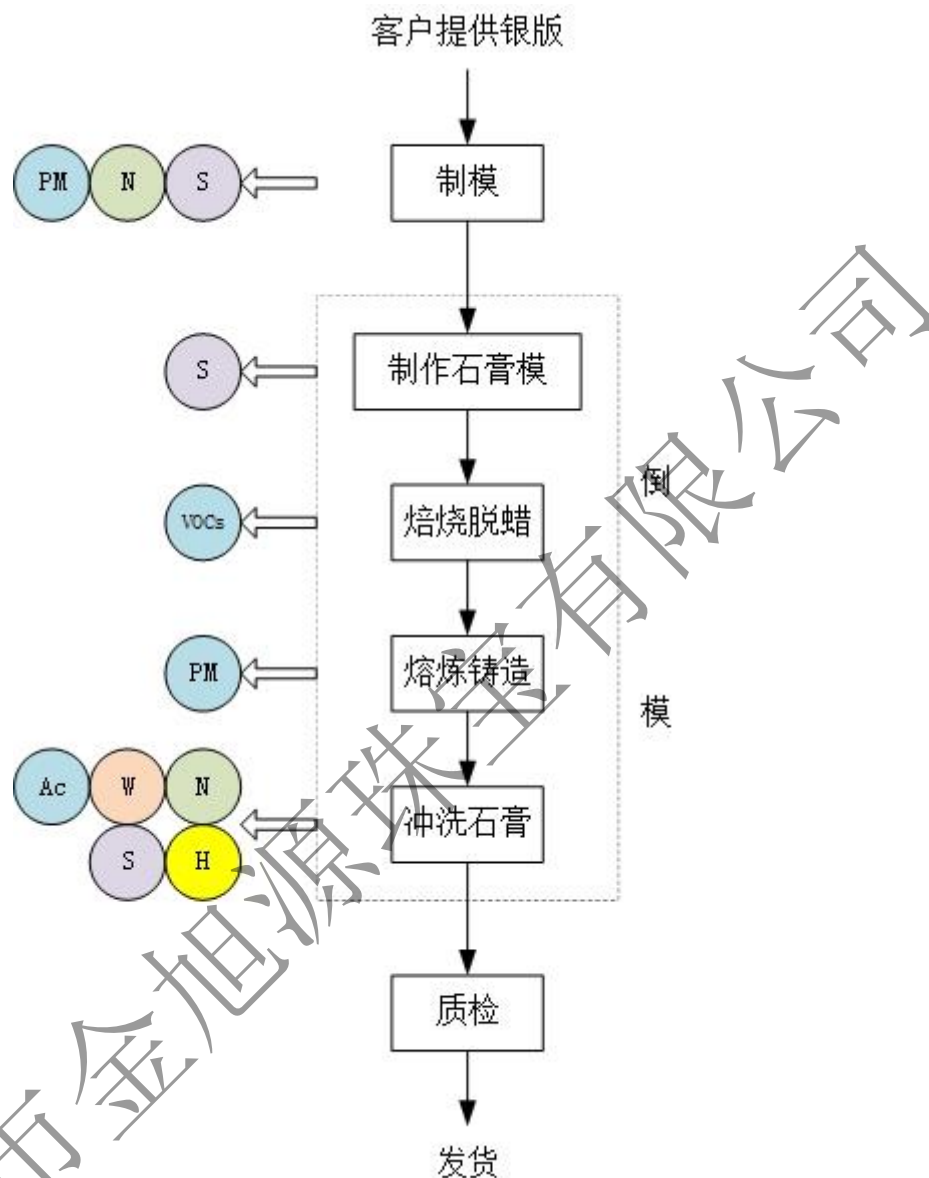 客户提供银版
PM N S
制模
S
制作石膏模
VOCs
焙烧脱蜡
倒
PM
熔炼铸造
模
Ac W N
S H
冲洗石膏
质检
发货
市金旭源珠宝有限公司